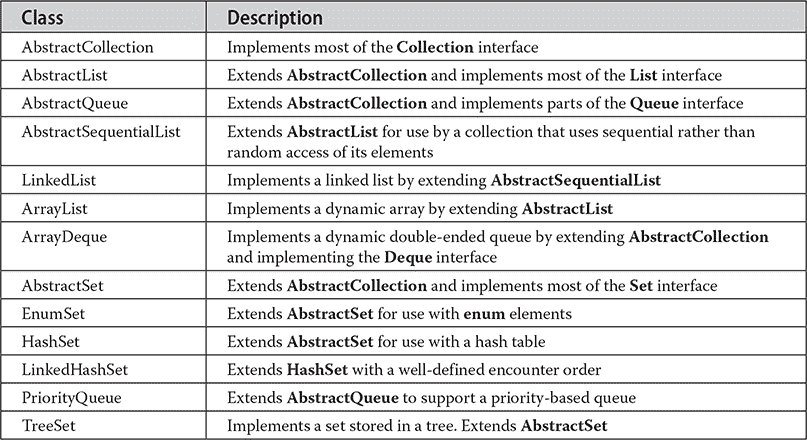 Class Description
AbstractCollection Implements most of the Collection interface
AbstractList Extends AbstractCollection and implements most of the List interface
AbstractQueue Extends AbstractCollection and implements parts of the Queue interface
AbstractSequentialList Extends AbstractList for use by a collection that uses sequential rather than
random access of its elements
LinkedList Implements a linked list by extending AbstractSequentialList
ArrayList Implements a dynamic array by extending AbstractList
ArrayDeque Implements a dynamic double-ended queue by extending AbstractCollection
and implementing the Deque interface
AbstractSet Extends AbstractCollection and implements most of the Set interface
EnumSet Extends AbstractSet for use with enum elements
HashSet Extends AbstractSet for use with a hash table
LinkedHashSet Extends HashSet with a well-defined encounter order
PriorityQueue Extends AbstractQueue to support a priority-based queue
TreeSet Implements a set stored in a tree. Extends AbstractSet